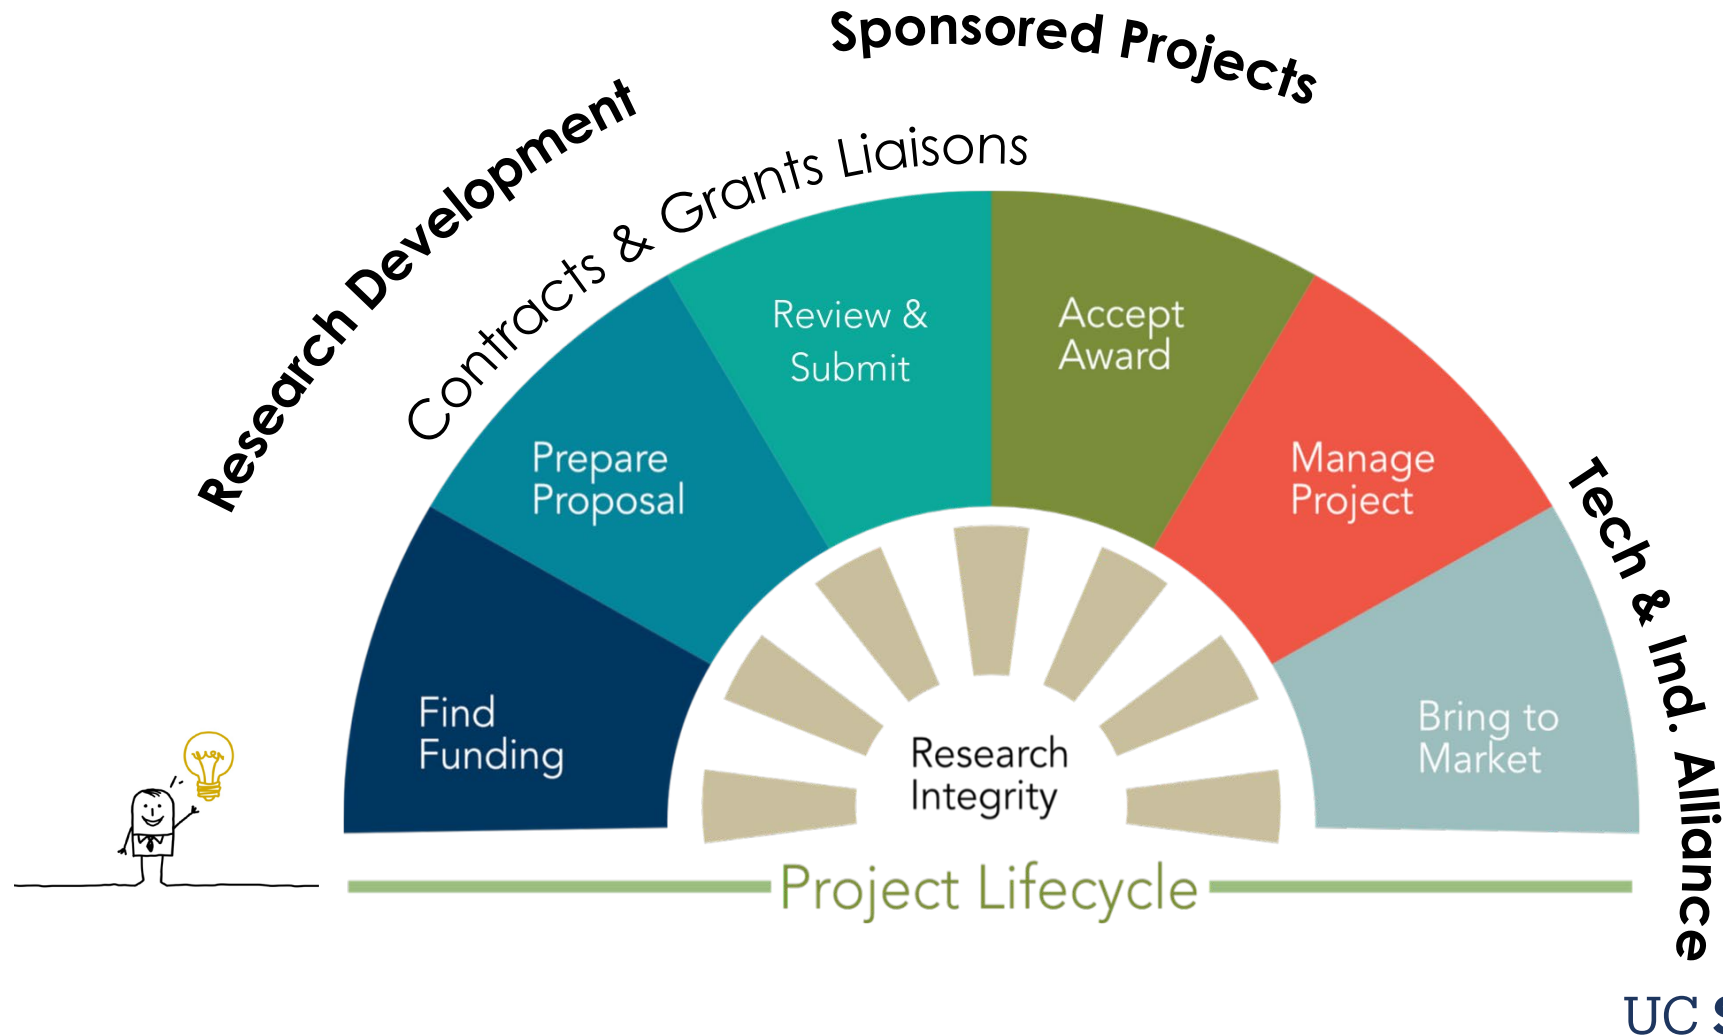 Sponsored Projects
Research Development
Contracts & Grants Liaisons
Review &
Submit
Accept
Award
Prepare
Proposal
Manage
Project
Tech & Ind. Alliance
Find
Funding
Bring to
Market
Research
Integrity
Project Lifecycle
UC